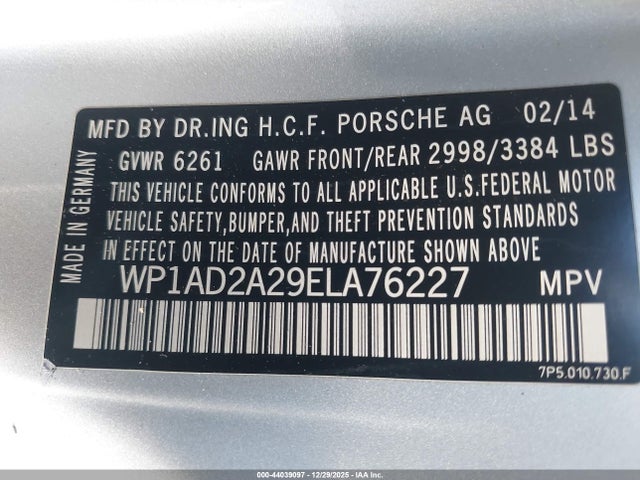 MFD BY DR.ING H.C.F. PORSCHE AG 02/14
GVWR 6261 GAWR FRONT/REAR 2998/3384 LBS
THIS VEHICLE CONFORMS TO ALL APPLICABLE U.S.FEDERAL MOTOR
VEHICLE SAFETY,BUMPER,AND THEFT PREVENTION STANDARDS
IN EFFECT ON THE DATE OF MANUFACTURE SHOWN ABOVE.
MADE IN GERMANY
WP1AD2A29ELA76227 MPV
7P5.010.730.F
000-44039097 - 12/29/2025 - IAAI.COM